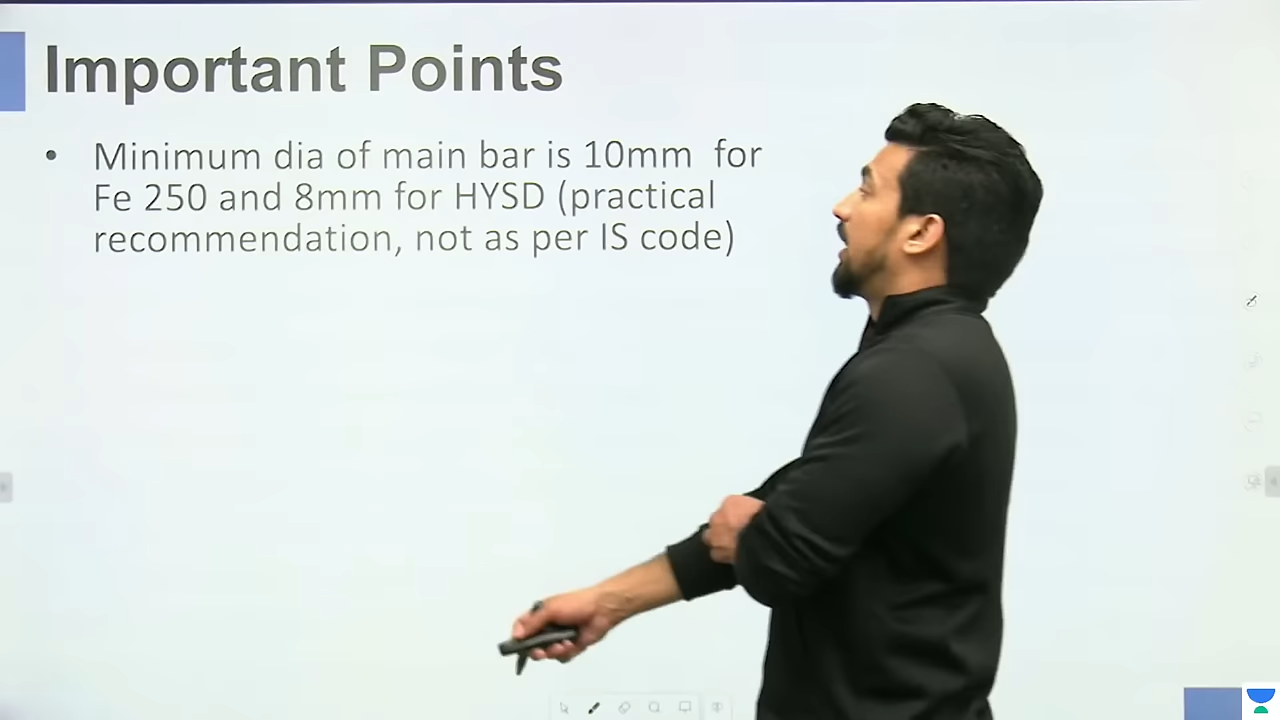 Important Points
• Minimum dia of main bar is 10mm for
Fe 250 and 8mm for HYSD (practical
recommendation, not as per IS code)